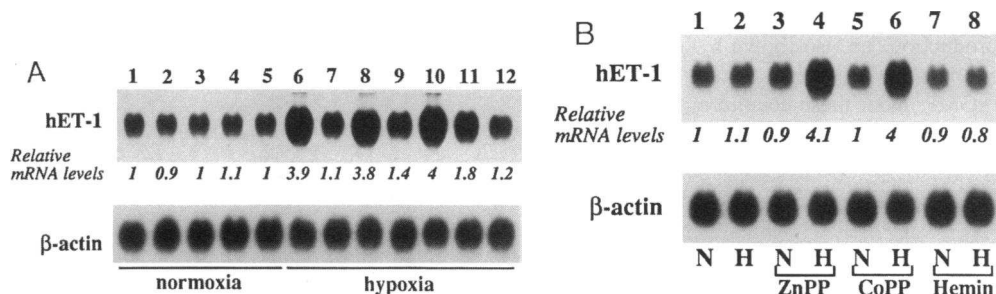 A
1 2 3 4 5 6 7 8 9 10 11 12
hET-1
Relative
mRNA levels 1 0.9 1 1.1 1 3.9 1.1 3.8 1.4 4 1.8 1.2
β-actin
normoxia hypoxia
B
1 2 3 4 5 6 7 8
hET-1
Relative
mRNA levels
1 1.1 0.9 4.1 1 4 0.9 0.8
β-actin
N H N H N H N H
ZnPP CoPP Hemin